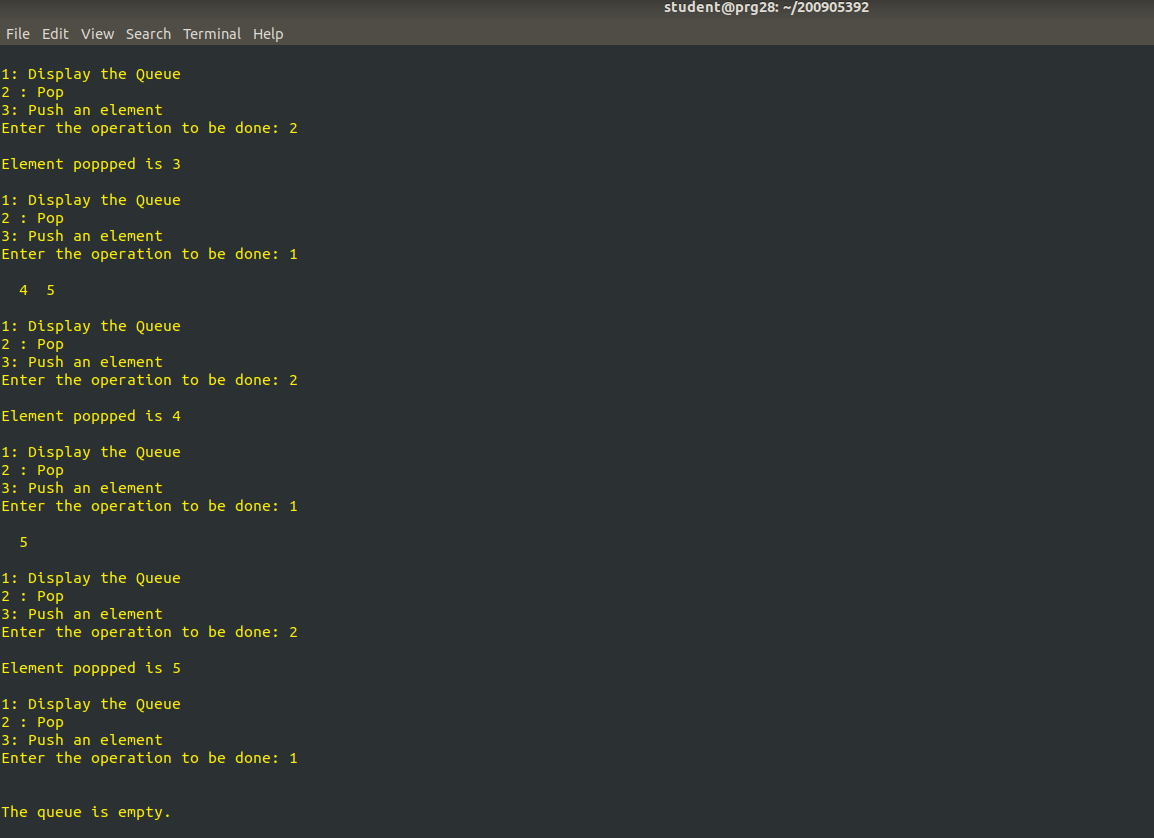 student@prg28: ~/200905392
File Edit View Search Terminal Help
1: Display the Queue
2 : Pop
3: Push an element
Enter the operation to be done: 2
Element poppped is 3
1: Display the Queue
2 : Pop
3: Push an element
Enter the operation to be done: 1
4 5
1: Display the Queue
2 : Pop
3: Push an element
Enter the operation to be done: 2
Element poppped is 4
1: Display the Queue
2 : Pop
3: Push an element
Enter the operation to be done: 1
5
1: Display the Queue
2 : Pop
3: Push an element
Enter the operation to be done: 2
Element poppped is 5
1: Display the Queue
2 : Pop
3: Push an element
Enter the operation to be done: 1
The queue is empty.